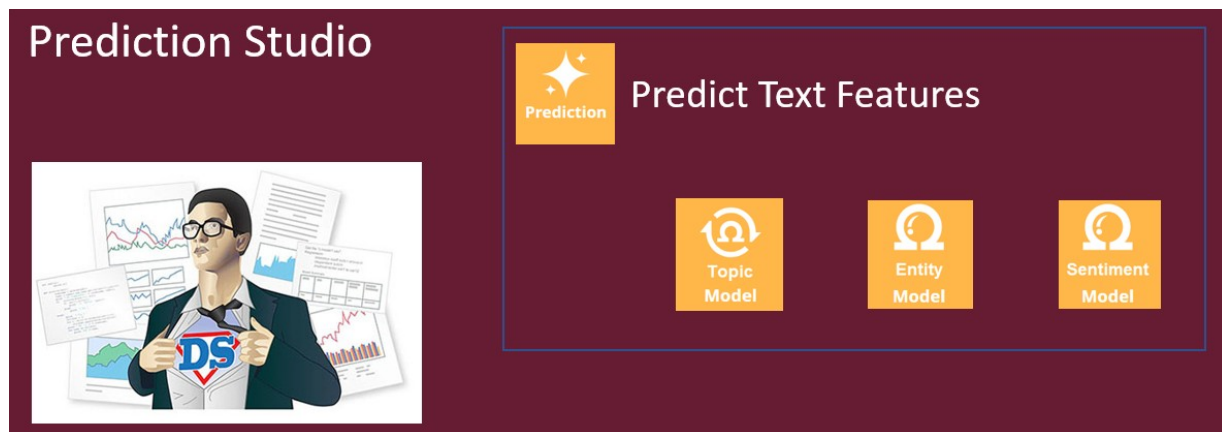 Prediction Studio
Prediction
Predict Text Features
DS
Topic
Model
Entity
Model
Sentiment
Model